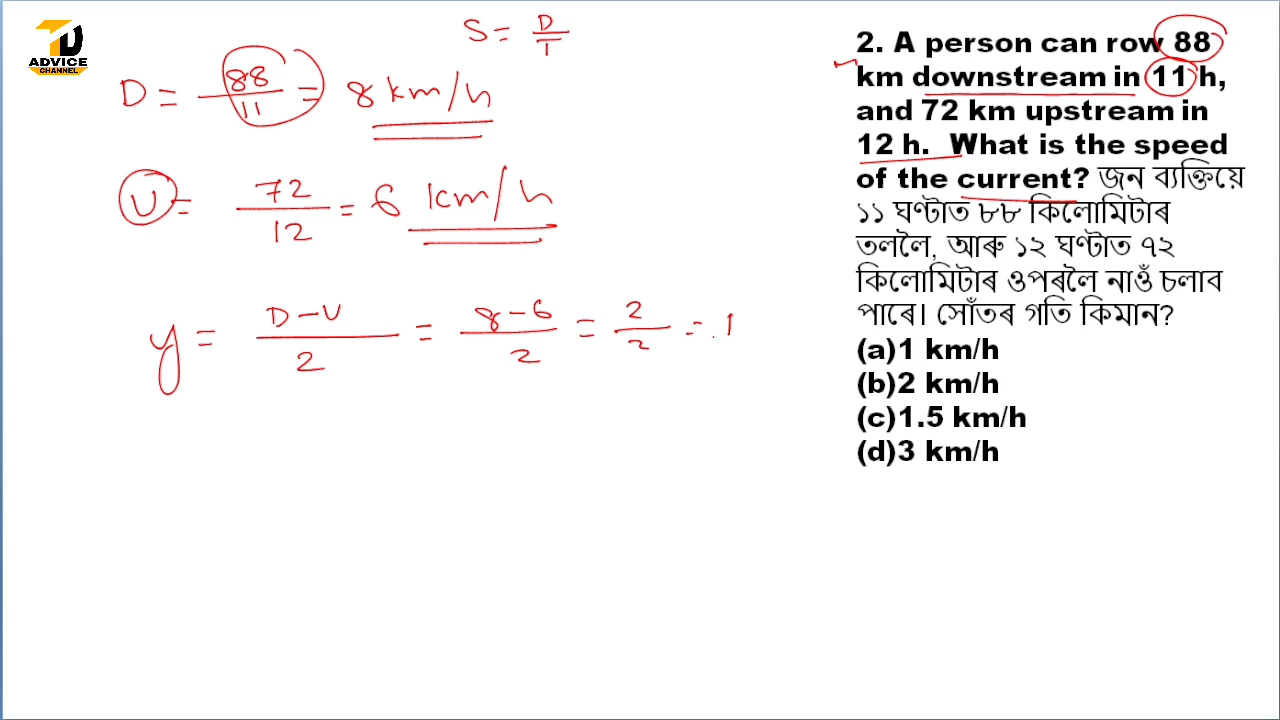 ADVICE
CHANNEL
S = D/T
D = 88/11 = 8 km/h
U = 72/12 = 6 km/h
y = D-U/2 = 8-6/2 = 2/2 = 1
2. A person can row 88
km downstream in 11 h,
and 72 km upstream in
12 h. What is the speed
of the current? জন ব্যক্তিয়ে
১১ ঘণ্টাত ৮৮ কিলোমিটাৰ
তললৈ, আৰু ১২ ঘণ্টাত ৭২
কিলোমিটাৰ ওপৰলৈ নাওঁ চলাব
পাৰে। সোঁতৰ গতি কিমান?
(a)1 km/h
(b)2 km/h
(c)1.5 km/h
(d)3 km/h